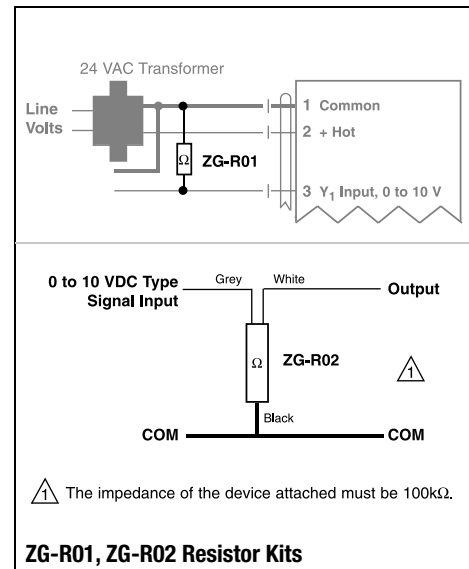 24 VAC Transformer
Line
Volts
1 Common
2 + Hot
Ω ZG-R01
3 Y₁ Input, 0 to 10 V
0 to 10 VDC Type
Signal Input
Grey
White
Output
Ω ZG-R02
1
Black
COM
COM
1 The impedance of the device attached must be 100kΩ.
ZG-R01, ZG-R02 Resistor Kits